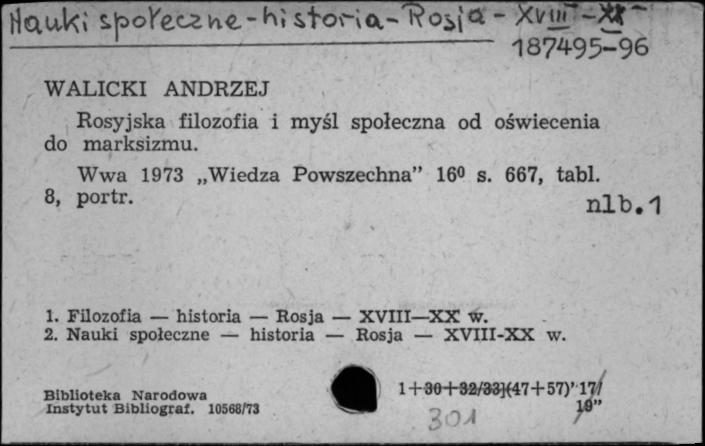 Nauki społeczne - historia - Rosja - XVIII - XX
187495-96
WALICKI ANDRZEJ
Rosyjska filozofia i myśl społeczna od oświecenia
do marksizmu.
Wwa 1973 „Wiedza Powszechna” 16⁰ s. 667, tabl.
8, portr.
nlb.1
1. Filozofia — historia — Rosja — XVIII—XX w.
2. Nauki społeczne — historia — Rosja — XVIII-XX w.
Biblioteka Narodowa
Instytut Bibliograf. 10568/73
1+30+32/33](47+57)”17/
19”
301